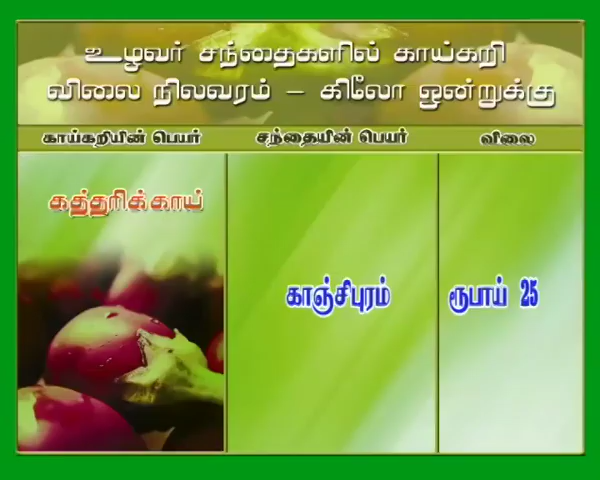 உழவர் சந்தைகளில் காய்கறி
விலை நிலவரம் – கிலோ ஒன்றுக்கு
காய்கறியின் பெயர் சந்தையின் பெயர் விலை
கத்தரிக்காய்
காஞ்சிபுரம் ரூபாய் 25